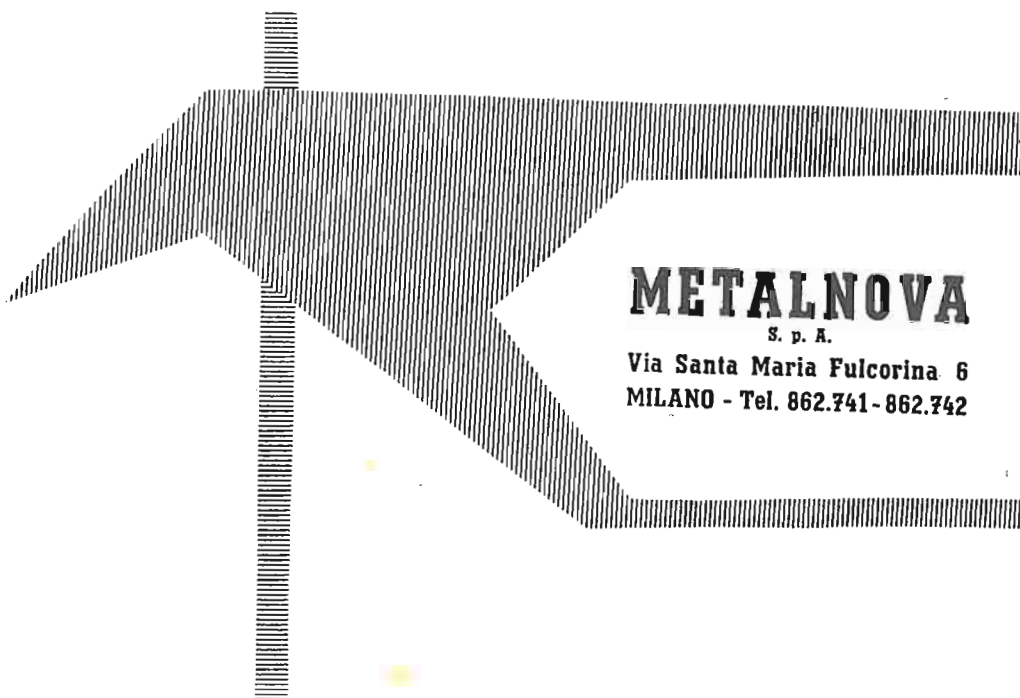 METALNOVA
S. p. A.
Via Santa Maria Fulcorina 6
MILANO - Tel. 862.741-862.742